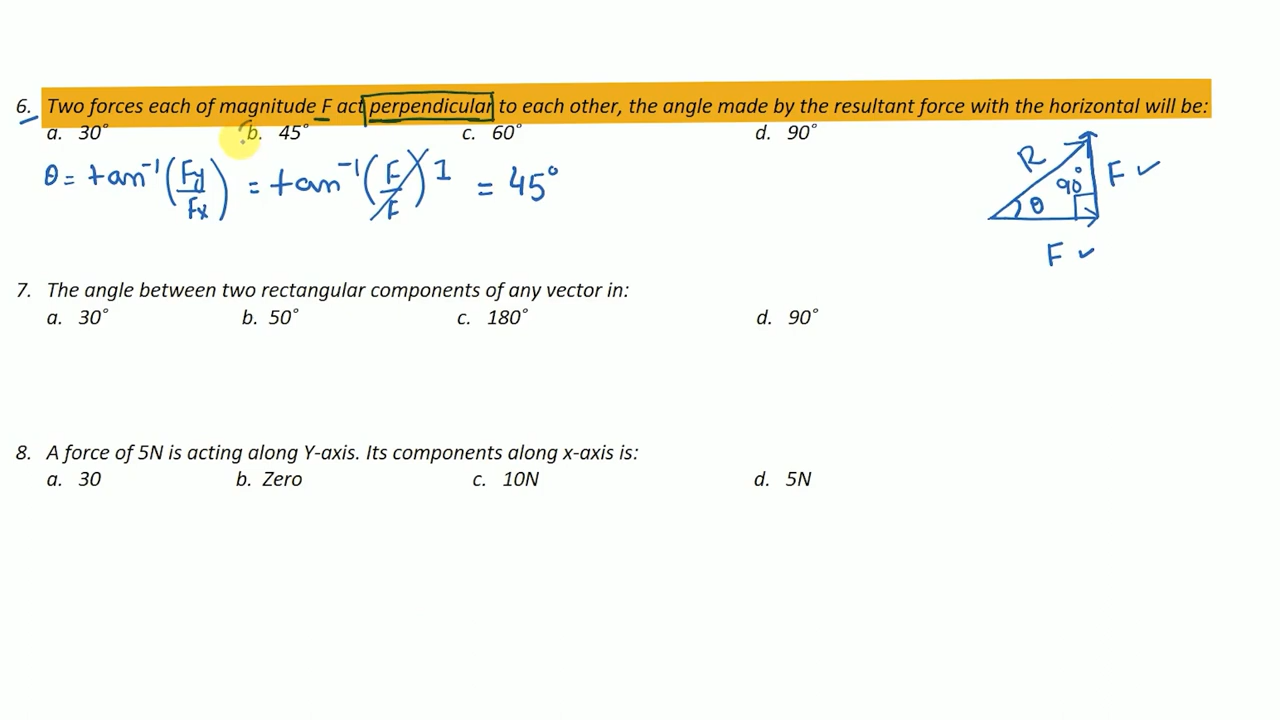 6. Two forces each of magnitude F act perpendicular to each other, the angle made by the resultant force with the horizontal will be:
a. 30° b. 45° c. 60° d. 90°
θ = tan⁻¹(Fy/Fx) = tan⁻¹(F/F) 1 = 45°
R 90° F ✓
θ
F ✓
7. The angle between two rectangular components of any vector in:
a. 30° b. 50° c. 180° d. 90°
8. A force of 5N is acting along Y-axis. Its components along x-axis is:
a. 30 b. Zero c. 10N d. 5N